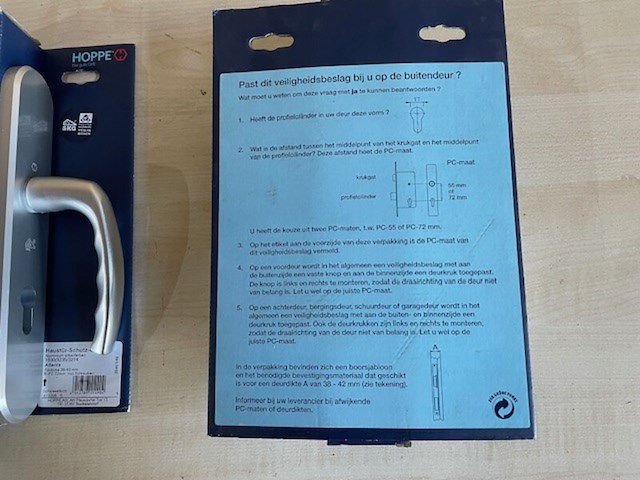 HOPPE
SKG
Haustür-Schutz-
Past dit veiligheidsbeslag bij u op de buitendeur ?
Wat moet u weten om deze vraag met ja te kunnen beantwoorden ?
1. Heeft de profielcilinder in uw deur deze vorm ?
17
2. Wat is de afstand tussen het middelpunt van het krukgat en het middelpunt
van de profielcilinder? Deze afstand heet de PC-maat.
PC-maat
krukgat
profielcilinder
55 mm
of
72 mm
U heeft de keuze uit twee PC-maten, t.w. PC-55 of PC-72 mm.
3. Op het etiket aan de voorzijde van deze verpakking is de PC-maat van
dit veiligheidsbeslag vermeld.
4. Op een voordeur wordt in het algemeen een veiligheidsbeslag met aan
de buitenzijde een vaste knop en aan de binnenzijde een deurkruk toegepast.
De knop is links en rechts te monteren, zodat de draairichting van de deur niet
van belang is. Let u wel op de juiste PC-maat.
5. Op een achterdeur, bergingsdeur, schuurdeur of garagedeur wordt in het
algemeen een veiligheidsbeslag met aan de buiten- en binnenzijde een
deurkruk toegepast. Ook de deurkrukken zijn links en rechts te monteren,
zodat de draairichting van de deur niet van belang is. Let u wel op de
juiste PC-maat.
In de verpakking bevinden zich een boormjabloon
en het benodigde bevestigingsmateriaal dat geschikt
is voor een deurdikte A van 38 - 42 mm (zie tekening).
Informeer bij uw leverancier bij afwijkende
PC-maten of deurdikten.